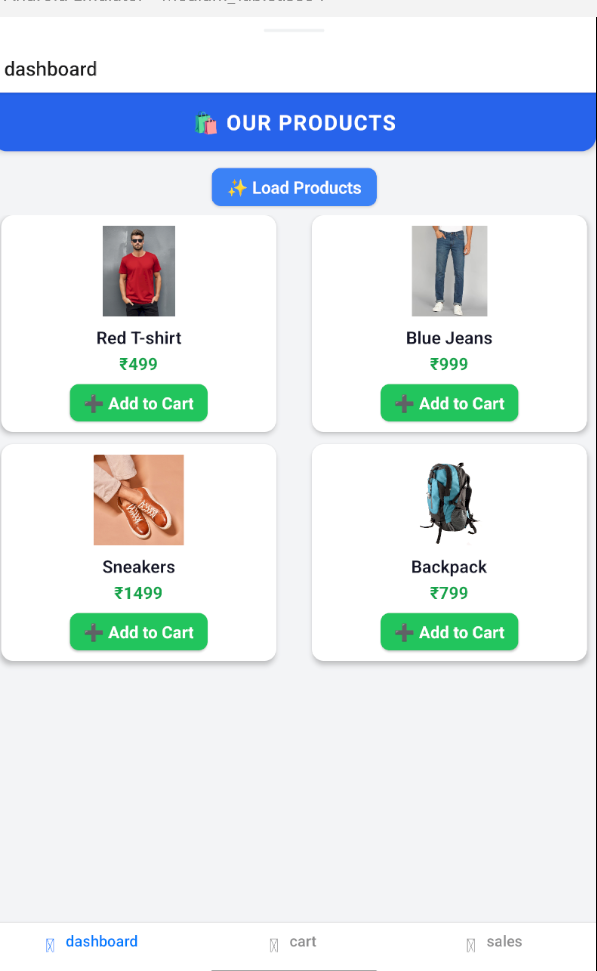 dashboard
🛍️ OUR PRODUCTS
✨ Load Products
Red T-shirt
₹499
➕ Add to Cart
Blue Jeans
₹999
➕ Add to Cart
Sneakers
₹1499
➕ Add to Cart
Backpack
₹799
➕ Add to Cart
dashboard
cart
sales